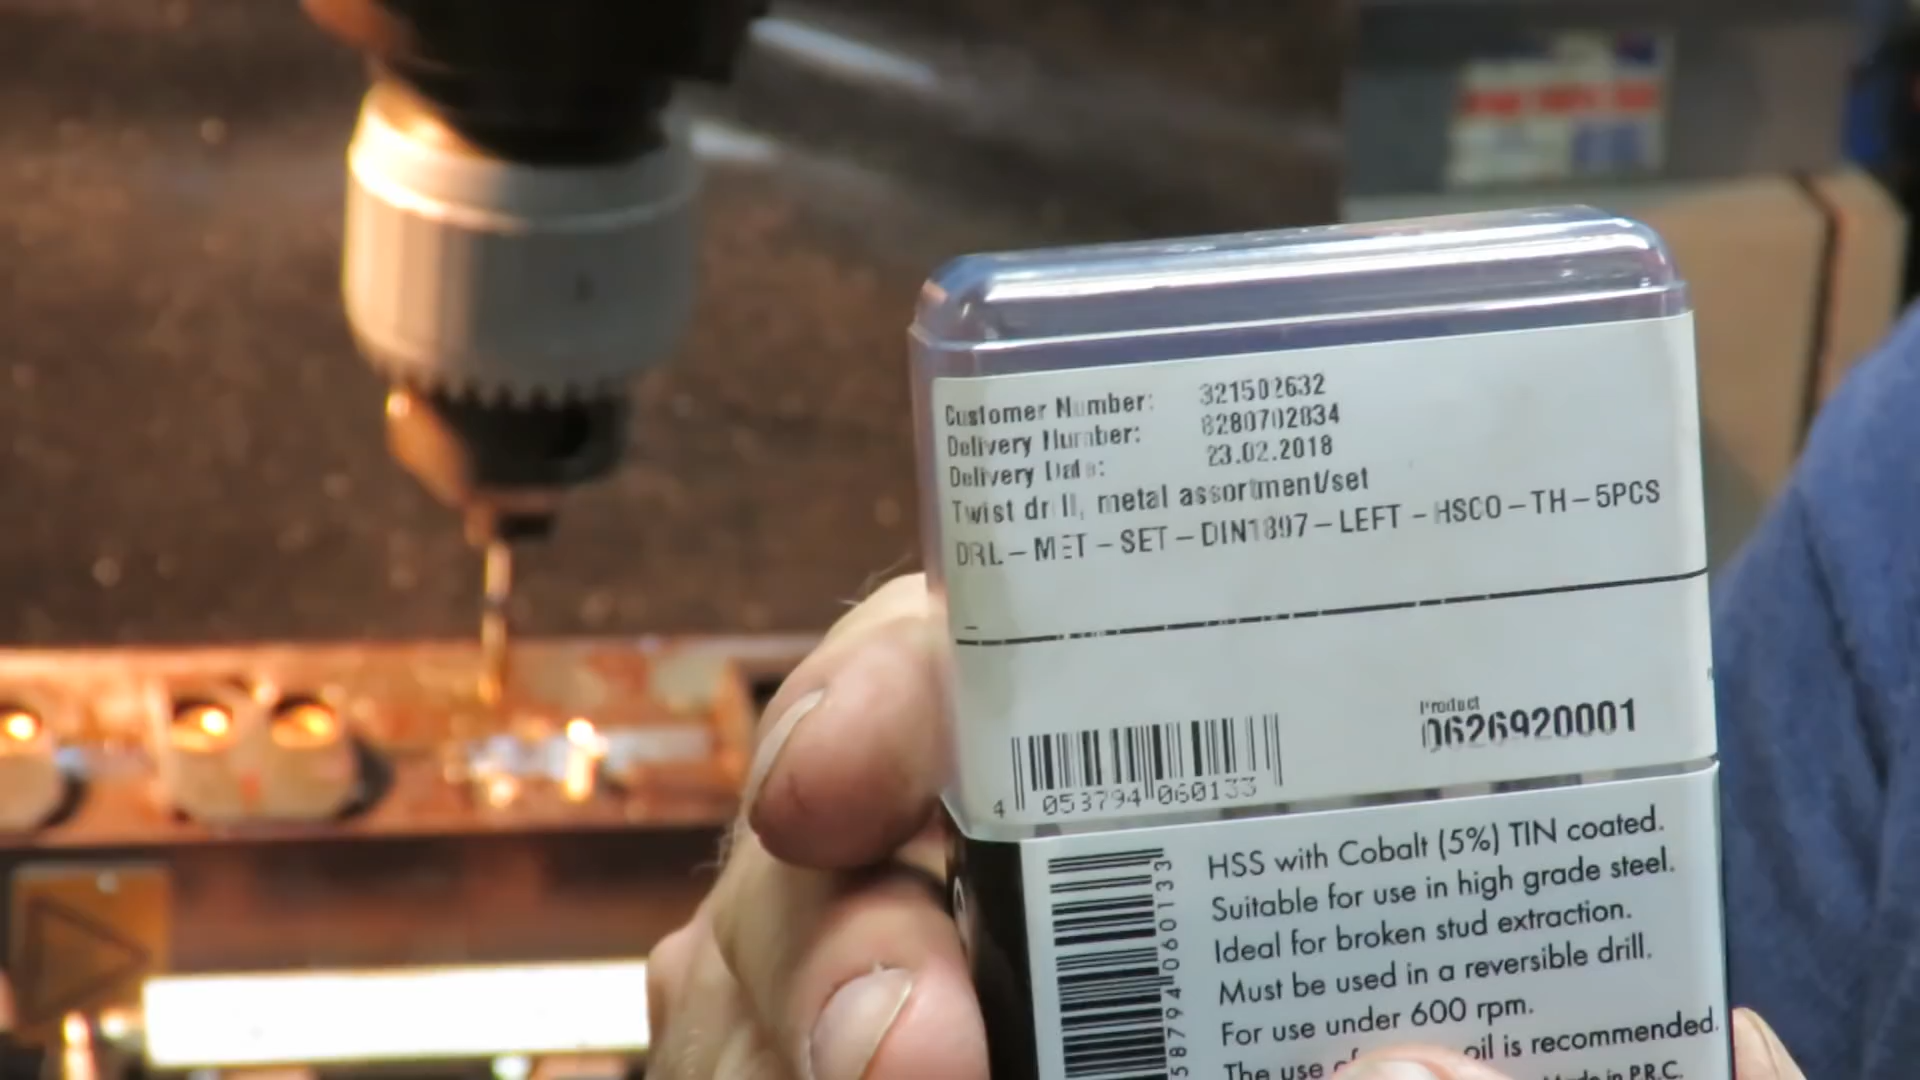 Customer Number: 321502632
Delivery Number: 8280702834
Delivery Date: 23.02.2018
Twist drill, metal assortment/set
DRL-MET-SET-DIN1897-LEFT-HSCO-TH-5PCS
Product
0626920001
4 053794 060133
HSS with Cobalt (5%) TIN coated.
Suitable for use in high grade steel.
Ideal for broken stud extraction.
Must be used in a reversible drill.
For use under 600 rpm.
The use oil is recommended.
in P.R.C.